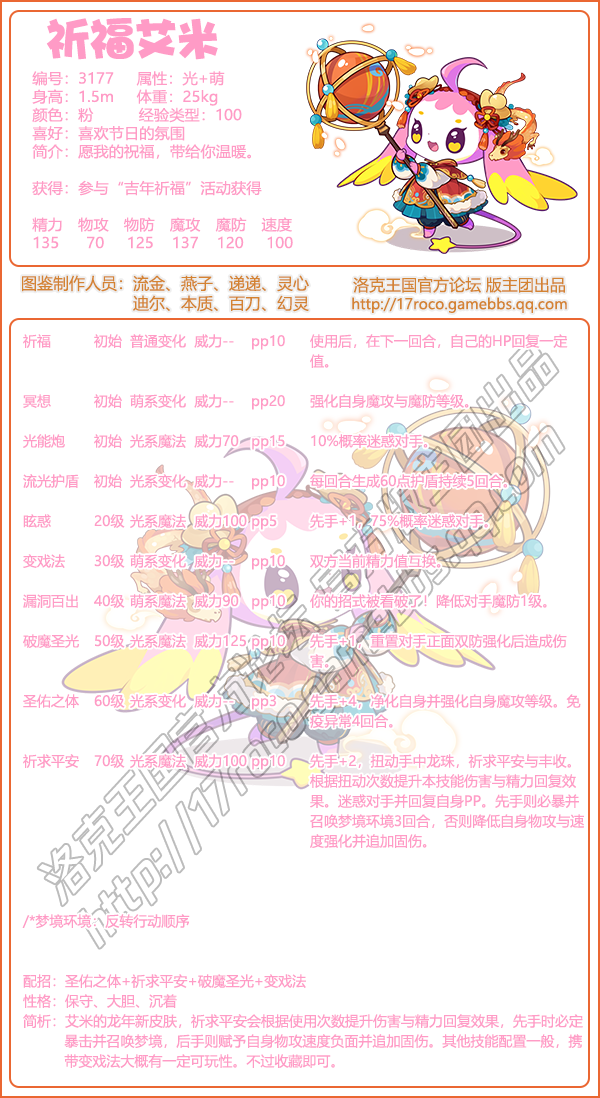 祈福艾米
编号：3177 属性：光+萌
身高：1.5m 体重：25kg
颜色：粉 经验类型：100
喜好：喜欢节日的氛围
简介：愿我的祝福，带给你温暖。
获得：参与“吉年祈福”活动获得
精力 物攻 物防 魔攻 魔防 速度
135 70 125 137 120 100
图鉴制作人员：流金、燕子、递递、灵心
迪尔、本质、百刀、幻灵
洛克王国官方论坛 版主团出品
http://17roco.gamebbs.qq.com
祈福 初始 普通变化 威力-- pp10 使用后，在下一回合，自己的HP回复一定
值。
冥想 初始 萌系变化 威力-- pp20 强化自身魔攻与魔防等级。
光能炮 初始 光系魔法 威力70 pp15 10%概率迷惑对手。
流光护盾 初始 光系变化 威力-- pp10 每回合生成60点护盾持续5回合。
眩惑 20级 光系魔法 威力100 pp5 先手+1，75%概率迷惑对手。
变戏法 30级 萌系变化 威力-- pp10 双方当前精力值互换。
漏洞百出 40级 萌系魔法 威力90 pp10 你的招式被看破了！降低对手魔防1级。
破魔圣光 50级 光系魔法 威力125 pp10 先手+1，重置对手正面双防强化后造成伤
害。
圣佑之体 60级 光系变化 威力-- pp3 先手+4，净化自身并强化自身魔攻等级。免
疫异常4回合。
祈求平安 70级 光系魔法 威力100 pp10 先手+2，扭动手中龙珠，祈求平安与丰收。
根据扭动次数提升本技能伤害与精力回复效
果。迷惑对手并回复自身PP。先手则必暴并
召唤梦境环境3回合，否则降低自身物攻与速
度强化并追加固伤。
/*梦境环境：反转行动顺序
配招：圣佑之体+祈求平安+破魔圣光+变戏法
性格：保守、大胆、沉着
简析：艾米的龙年新皮肤，祈求平安会根据使用次数提升伤害与精力回复效果，先手时必定
暴击并召唤梦境，后手则赋予自身物攻速度负面并追加固伤。其他技能配置一般，携
带变戏法大概有一定可玩性。不过收藏即可。
洛克王国官方论坛 版主团出品
http://17roco.gamebbs.qq.com